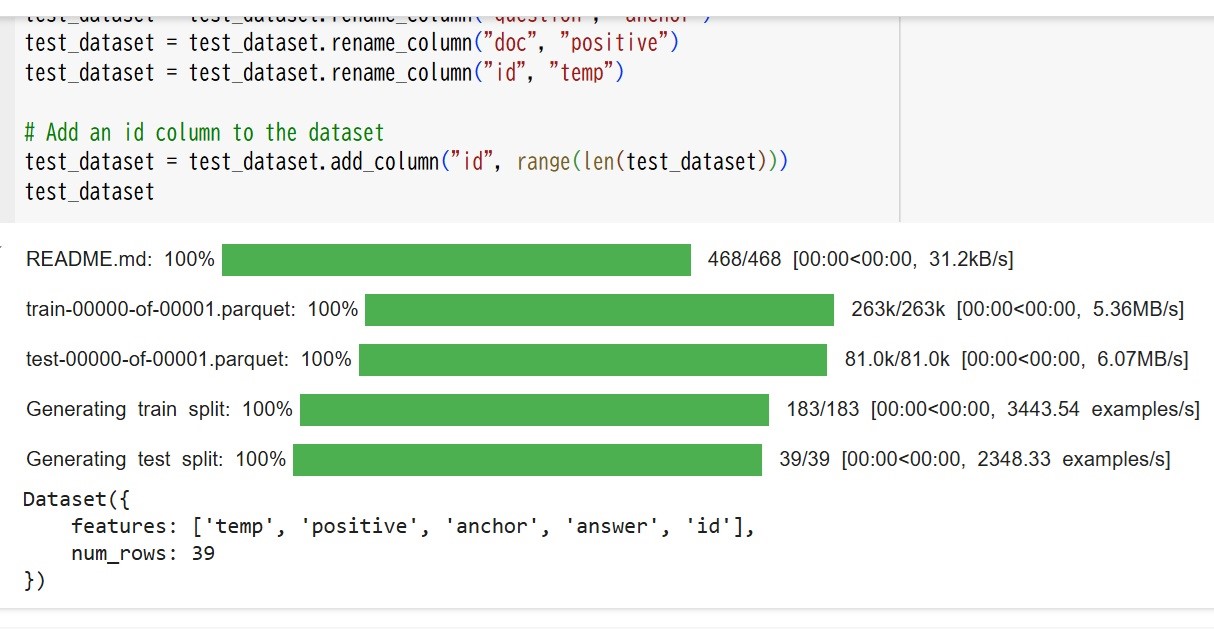 test_dataset = test_dataset.rename_column("question", "anchor")
test_dataset = test_dataset.rename_column("doc", "positive")
test_dataset = test_dataset.rename_column("id", "temp")
# Add an id column to the dataset
test_dataset = test_dataset.add_column("id", range(len(test_dataset)))
test_dataset
README.md: 100% 468/468 [00:00<00:00, 31.2kB/s]
train-00000-of-00001.parquet: 100% 263k/263k [00:00<00:00, 5.36MB/s]
test-00000-of-00001.parquet: 100% 81.0k/81.0k [00:00<00:00, 6.07MB/s]
Generating train split: 100% 183/183 [00:00<00:00, 3443.54 examples/s]
Generating test split: 100% 39/39 [00:00<00:00, 2348.33 examples/s]
Dataset({
    features: ['temp', 'positive', 'anchor', 'answer', 'id'],
    num_rows: 39
})